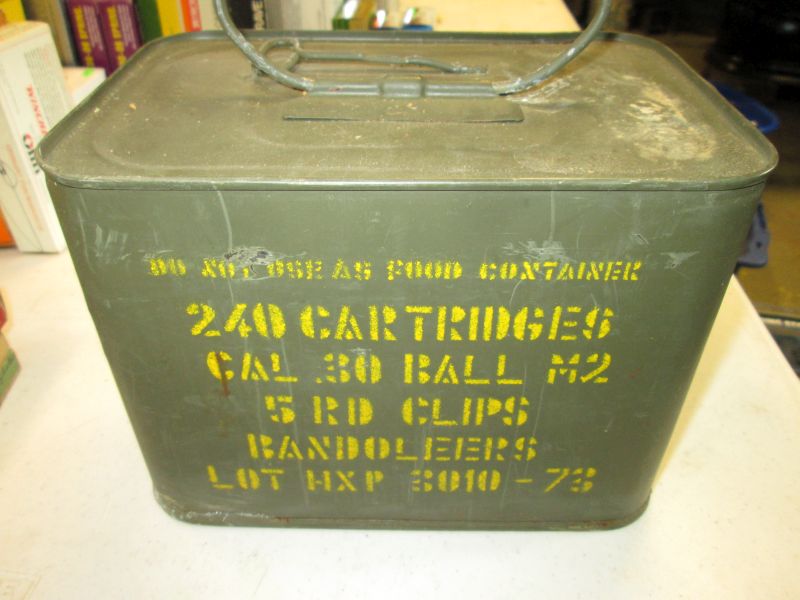 DO NOT USE AS FOOD CONTAINER
240 CARTRIDGES
CAL .30 BALL M2
5 RD CLIPS
BANDOLEERS
LOT HXP 3010-73